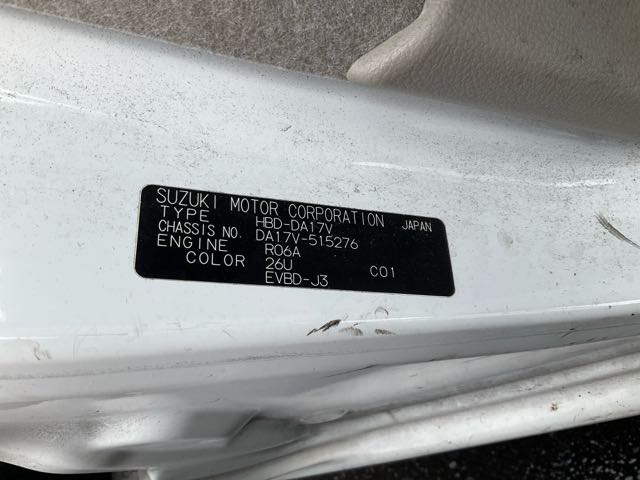 SUZUKI MOTOR CORPORATION JAPAN
TYPE HBD-DA17V
CHASSIS NO. DA17V-515276
ENGINE R06A
COLOR 26U C01
EVBD-J3